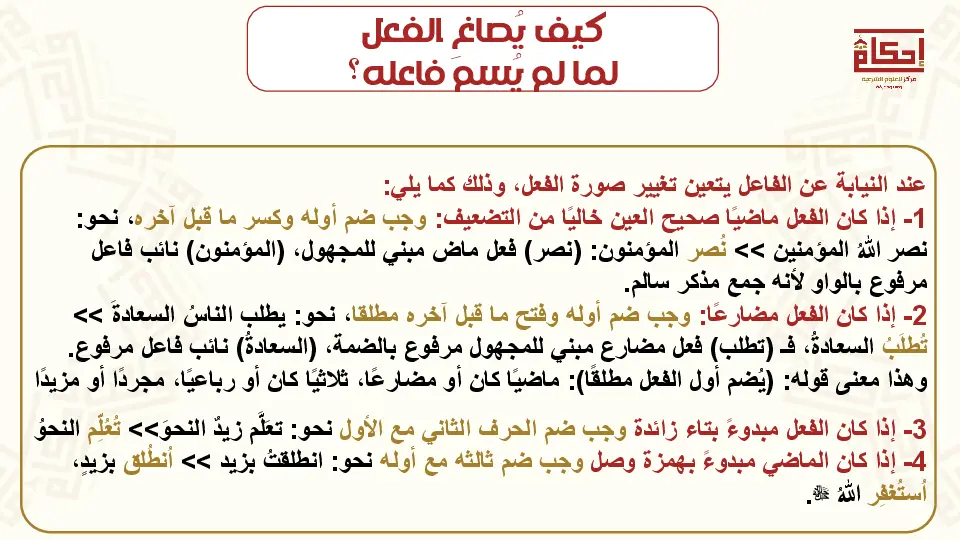 كيف يُصاغ الفعل
لما لم يُسمَ فاعله؟
إحكام
مركز العلوم الشرعية
عند النيابة عن الفاعل يتعين تغيير صورة الفعل، وذلك كما يلي:
1- إذا كان الفعل ماضيًا صحيح العين خاليًا من التضعيف: وجب ضم أوله وكسر ما قبل آخره، نحو:
نصر اللهُ المؤمنين >> نُصر المؤمنون: (نصر) فعل ماض مبني للمجهول، (المؤمنون) نائب فاعل
مرفوع بالواو لأنه جمع مذكر سالم.
2- إذا كان الفعل مضارعًا: وجب ضم أوله وفتح ما قبل آخره مطلقا، نحو: يطلب الناسُ السعادةَ >>
تُطلَبُ السعادةُ، فـ (تطلب) فعل مضارع مبني للمجهول مرفوع بالضمة، (السعادةُ) نائب فاعل مرفوع.
وهذا معنى قوله: (يُضم أول الفعل مطلقًا): ماضيًا كان أو مضارعًا، ثلاثيًا كان أو رباعيًا، مجردًا أو مزيدًا
3- إذا كان الفعل مبدوءً بتاء زائدة وجب ضم الحرف الثاني مع الأول نحو: تعَلَّم زيدٌ النحوَ>> تُعُلِّم النحوُ
4- إذا كان الماضي مبدوءً بهمزة وصل وجب ضم ثالثه مع أوله نحو: انطلقتُ بزيد >> اُنطُلق بزيدٍ،
اُستُغفِر اللهُ ﷻ.